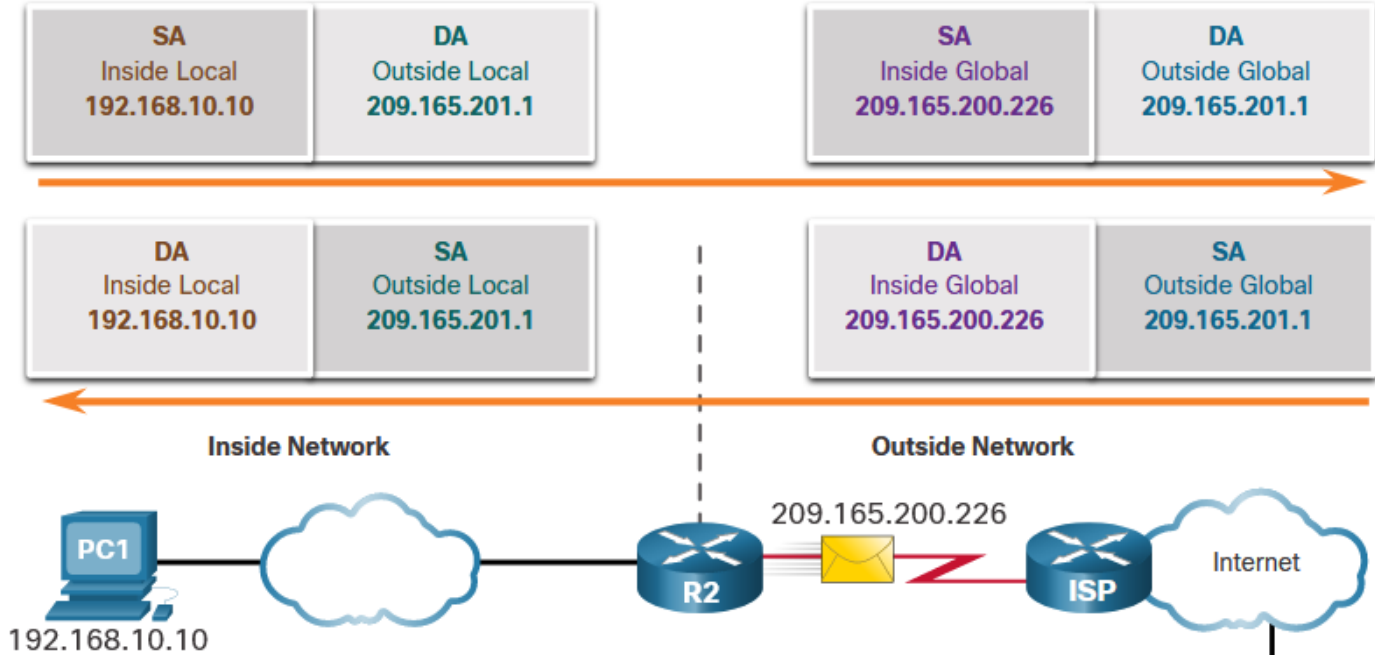 SA
Inside Local
192.168.10.10
DA
Outside Local
209.165.201.1
SA
Inside Global
209.165.200.226
DA
Outside Global
209.165.201.1
DA
Inside Local
192.168.10.10
SA
Outside Local
209.165.201.1
DA
Inside Global
209.165.200.226
SA
Outside Global
209.165.201.1
Inside Network
Outside Network
209.165.200.226
PC1
R2
ISP
Internet
192.168.10.10